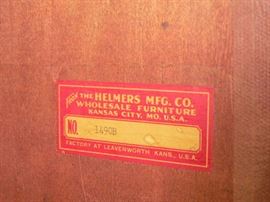 THE HELMERS MFG. CO.
WHOLESALE FURNITURE
KANSAS CITY, MO. U.S.A.
NO. 1490B
FACTORY AT LEAVENWORTH KANS., U.S.A.